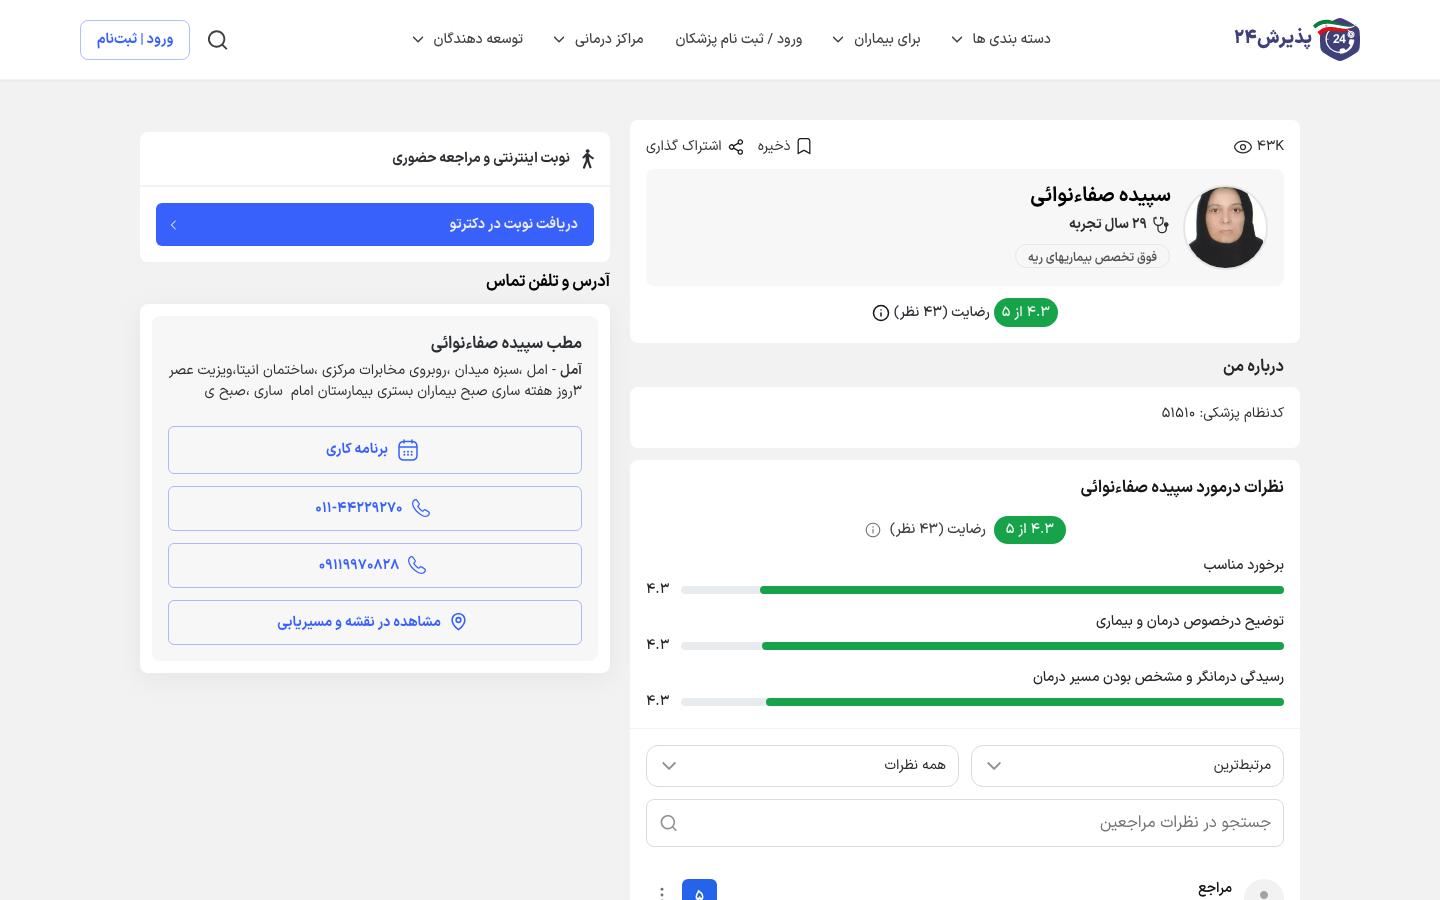 پذیرش۲۴
24
دسته بندی ها
برای بیماران
ورود / ثبت نام پزشکان
مراکز درمانی
توسعه دهندگان
ورود | ثبت‌نام
۴۳K
ذخیره
اشتراک گذاری
سپیده صفاءنوائی
۲۹ سال تجربه
فوق تخصص بیماریهای ریه
۴.۳ از ۵ رضایت (۴۳ نظر)
درباره من
کدنظام پزشکی: ۵۱۵۱۰
نظرات درمورد سپیده صفاءنوائی
۴.۳ از ۵ رضایت (۴۳ نظر)
برخورد مناسب
۴.۳
توضیح درخصوص درمان و بیماری
۴.۳
رسیدگی درمانگر و مشخص بودن مسیر درمان
۴.۳
مرتبط‌ترین
همه نظرات
جستجو در نظرات مراجعین
مراجع
۵
نوبت اینترنتی و مراجعه حضوری
دریافت نوبت در دکترتو
آدرس و تلفن تماس
مطب سپیده صفاءنوائی
آمل - امل ،سبزه میدان ،روبروی مخابرات مرکزی ،ساختمان انیتا،ویزیت عصر
۳روز هفته ساری صبح بیماران بستری بیمارستان امام ساری ،صبح ی
برنامه کاری
۰۱۱-۴۴۲۲۹۲۷۰
۰۹۱۱۹۹۷۰۸۲۸
مشاهده در نقشه و مسیریابی